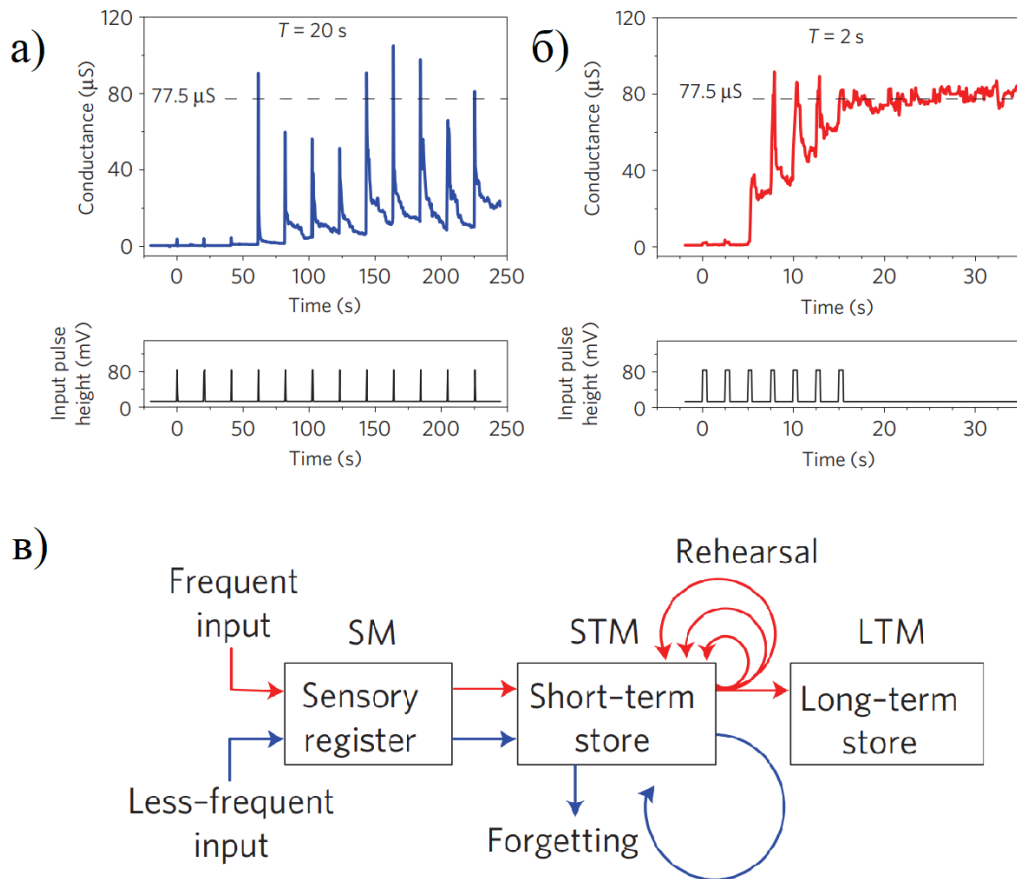 а)
T = 20 s
Conductance (µS)
120
80
40
0
77.5 µS
0 50 100 150 200 250
Time (s)
Input pulse
height (mV)
80
0
0 50 100 150 200 250
Time (s)
б)
T = 2 s
Conductance (µS)
120
80
40
0
77.5 µS
0 10 20 30
Time (s)
Input pulse
height (mV)
80
0
0 10 20 30
Time (s)
в)
Rehearsal
Frequent
input
SM
STM
LTM
Sensory
register
Short-term
store
Long-term
store
Less-frequent
input
Forgetting